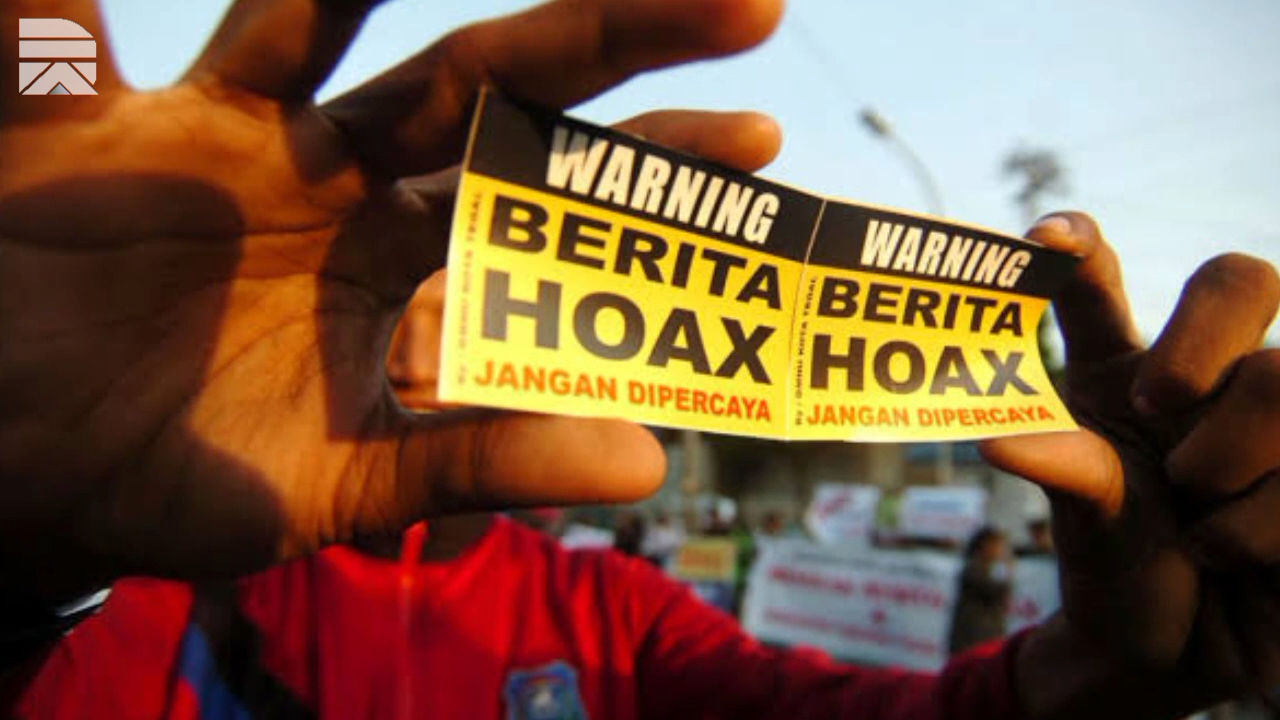 WARNING
BERITA
HOAX
JANGAN DIPERCAYA
WARNING
BERITA
HOAX
JANGAN DIPERCAYA